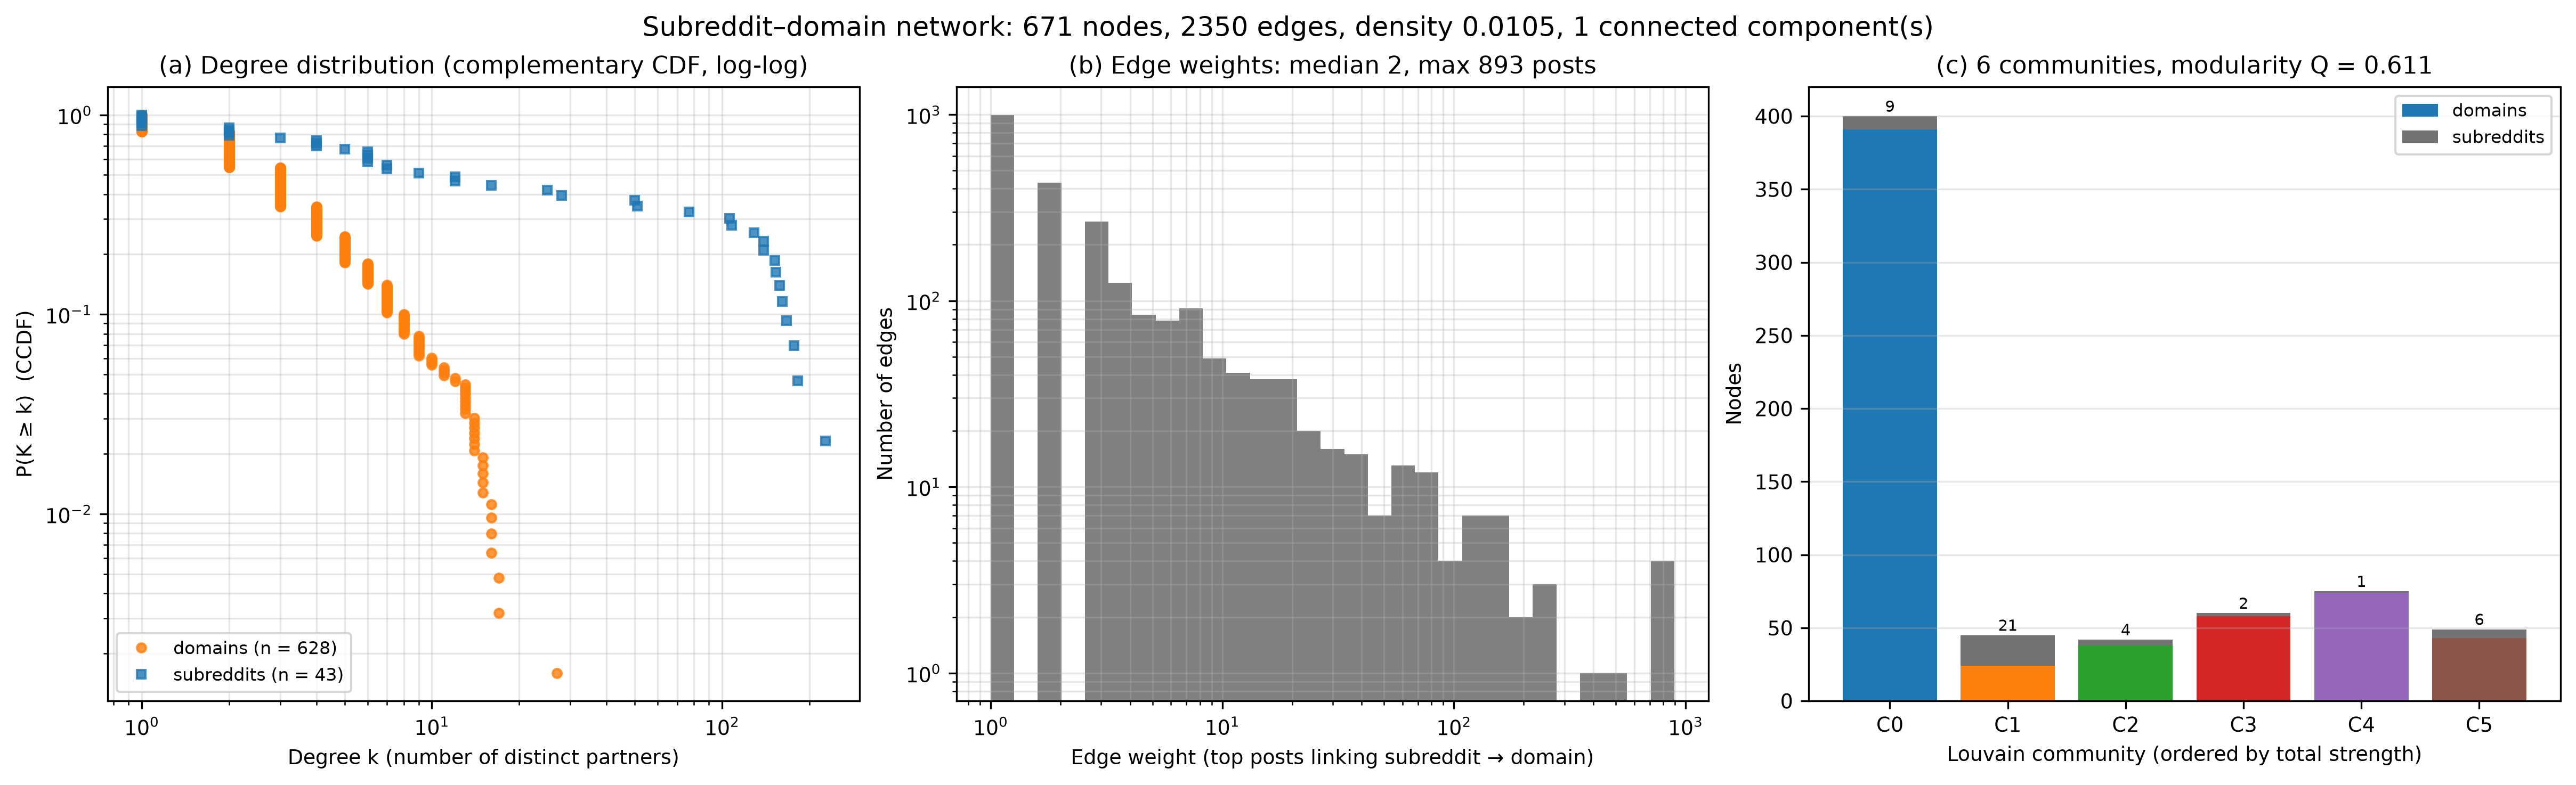 Subreddit–domain network: 671 nodes, 2350 edges, density 0.0105, 1 connected component(s)
(a) Degree distribution (complementary CDF, log-log)
P(K ≥ k) (CCDF)
10⁰
10⁻¹
10⁻²
domains (n = 628)
subreddits (n = 43)
10⁰
10¹
10²
Degree k (number of distinct partners)
(b) Edge weights: median 2, max 893 posts
Number of edges
10³
10²
10¹
10⁰
10⁰
10¹
10²
10³
Edge weight (top posts linking subreddit → domain)
(c) 6 communities, modularity Q = 0.611
Nodes
400
350
300
250
200
150
100
50
0
domains
subreddits
9
21
4
2
1
6
C0
C1
C2
C3
C4
C5
Louvain community (ordered by total strength)